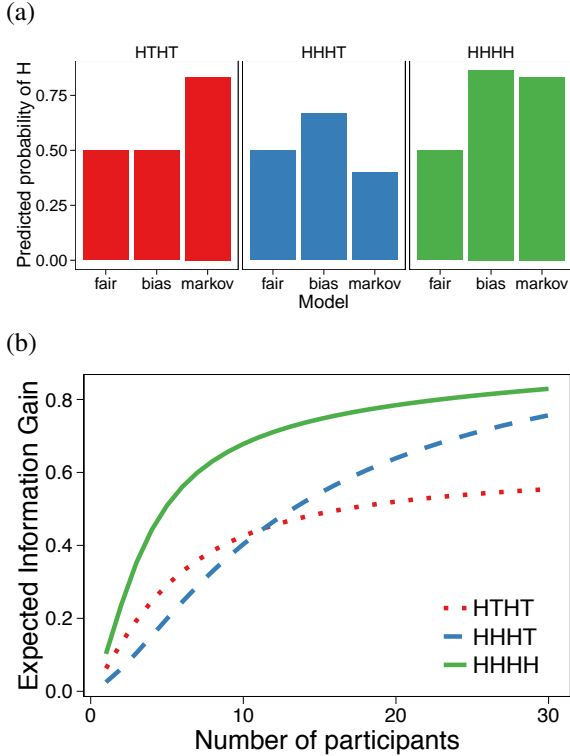 (a)
HTHT HHHT HHHH
Predicted probability of H
0.75
0.50
0.25
0.00
fair bias markov fair bias markov fair bias markov
Model
(b)
Expected Information Gain
0.8
0.6
0.4
0.2
0.0
HTHT
HHHT
HHHH
0 10 20 30
Number of participants